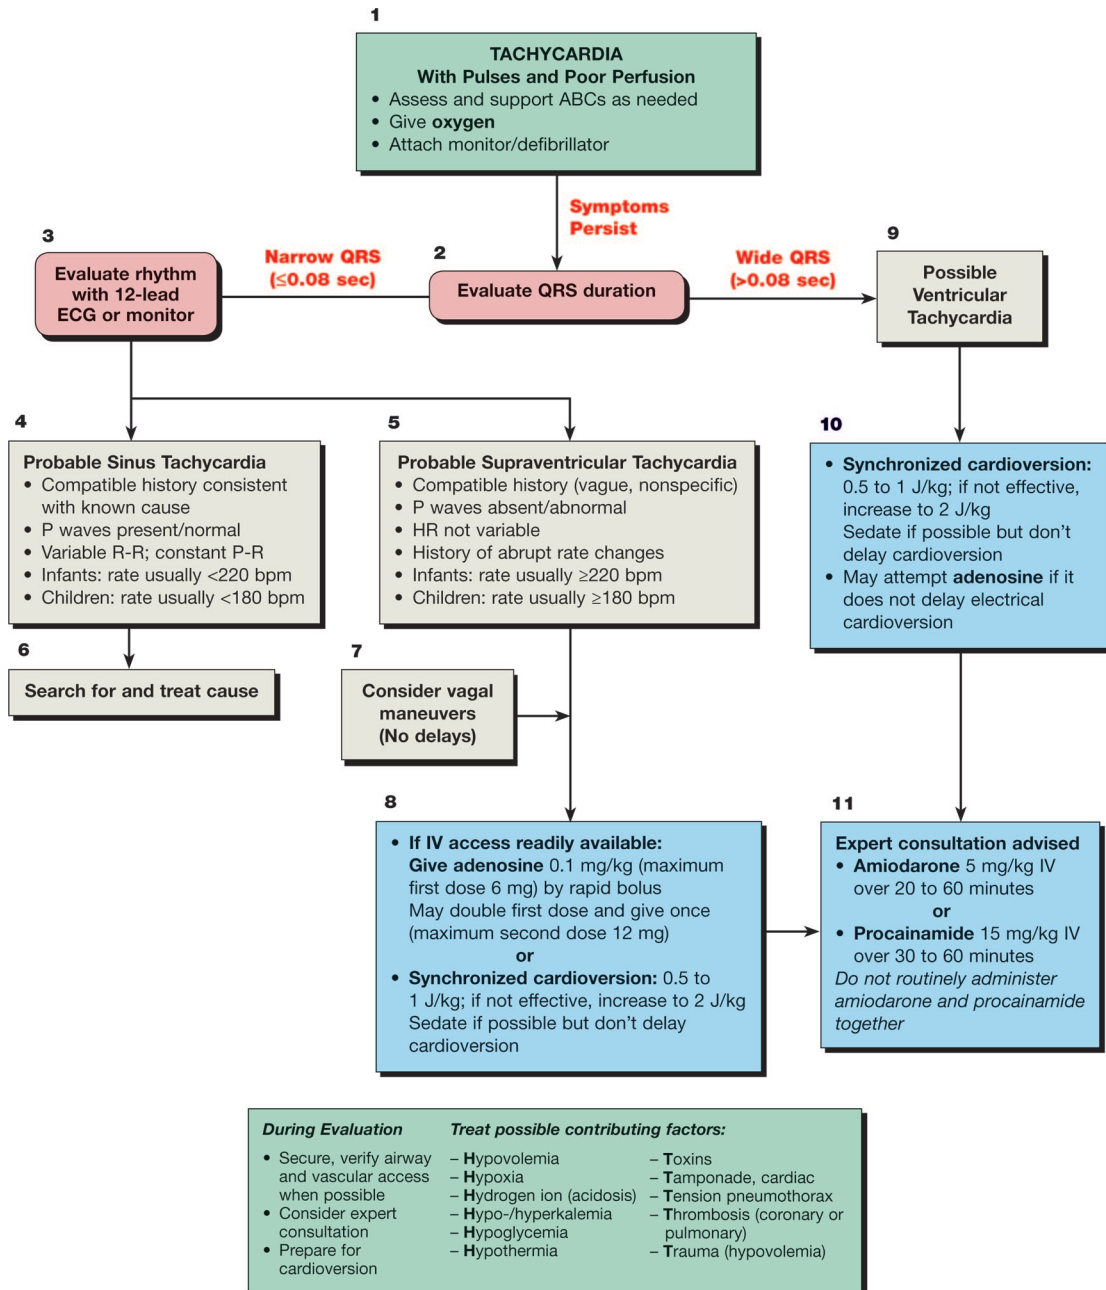 1
TACHYCARDIA
With Pulses and Poor Perfusion
• Assess and support ABCs as needed
• Give oxygen
• Attach monitor/defibrillator
Symptoms
Persist
2
Evaluate QRS duration
Narrow QRS
(≤0.08 sec)
Wide QRS
(>0.08 sec)
3
Evaluate rhythm
with 12-lead
ECG or monitor
9
Possible
Ventricular
Tachycardia
4
Probable Sinus Tachycardia
• Compatible history consistent
with known cause
• P waves present/normal
• Variable R-R; constant P-R
• Infants: rate usually <220 bpm
• Children: rate usually <180 bpm
5
Probable Supraventricular Tachycardia
• Compatible history (vague, nonspecific)
• P waves absent/abnormal
• HR not variable
• History of abrupt rate changes
• Infants: rate usually ≥220 bpm
• Children: rate usually ≥180 bpm
10
• Synchronized cardioversion:
0.5 to 1 J/kg; if not effective,
increase to 2 J/kg
Sedate if possible but don't
delay cardioversion
• May attempt adenosine if it
does not delay electrical
cardioversion
6
Search for and treat cause
7
Consider vagal
maneuvers
(No delays)
8
• If IV access readily available:
Give adenosine 0.1 mg/kg (maximum
first dose 6 mg) by rapid bolus
May double first dose and give once
(maximum second dose 12 mg)
or
• Synchronized cardioversion: 0.5 to
1 J/kg; if not effective, increase to 2 J/kg
Sedate if possible but don't delay
cardioversion
11
Expert consultation advised
• Amiodarone 5 mg/kg IV
over 20 to 60 minutes
or
• Procainamide 15 mg/kg IV
over 30 to 60 minutes
Do not routinely administer
amiodarone and procainamide
together
During Evaluation
• Secure, verify airway
and vascular access
when possible
• Consider expert
consultation
• Prepare for
cardioversion
Treat possible contributing factors:
– Hypovolemia
– Hypoxia
– Hydrogen ion (acidosis)
– Hypo-/hyperkalemia
– Hypoglycemia
– Hypothermia
– Toxins
– Tamponade, cardiac
– Tension pneumothorax
– Thrombosis (coronary or
pulmonary)
– Trauma (hypovolemia)